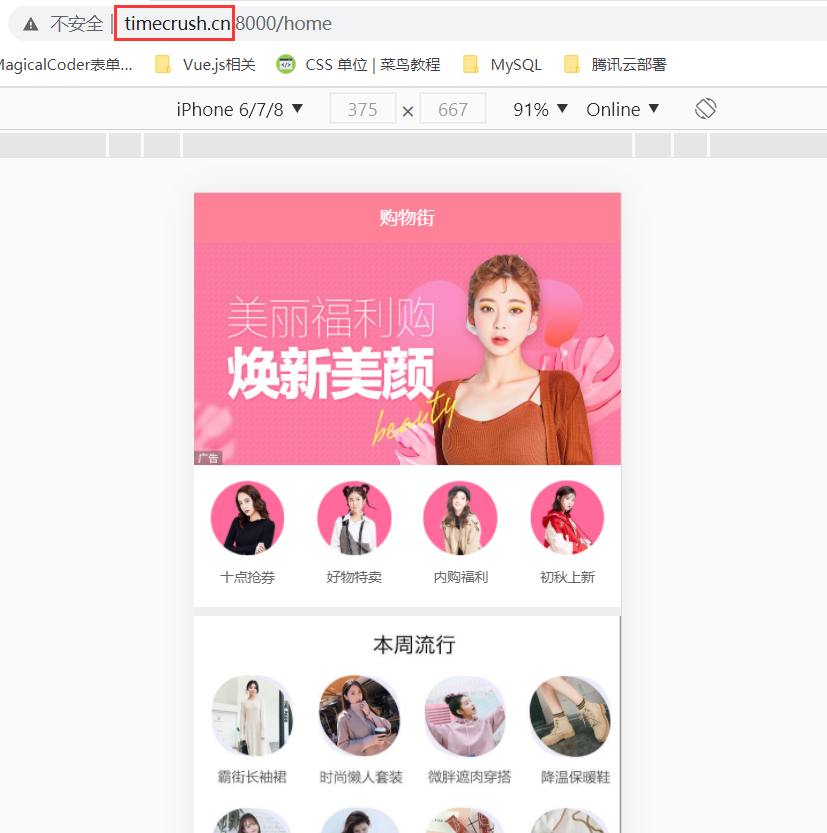 不安全 | timecrush.cn:8000/home
MagicalCoder表单... Vue.js相关 CSS 单位 | 菜鸟教程 MySQL 腾讯云部署
iPhone 6/7/8 ▼ 375 × 667 91% ▼ Online ▼
购物街
美丽福利购
焕新美颜
beauty
广告
十点抢券 好物特卖 内购福利 初秋上新
本周流行
霸街长袖裙 时尚懒人套装 微胖遮肉穿搭 降温保暖鞋